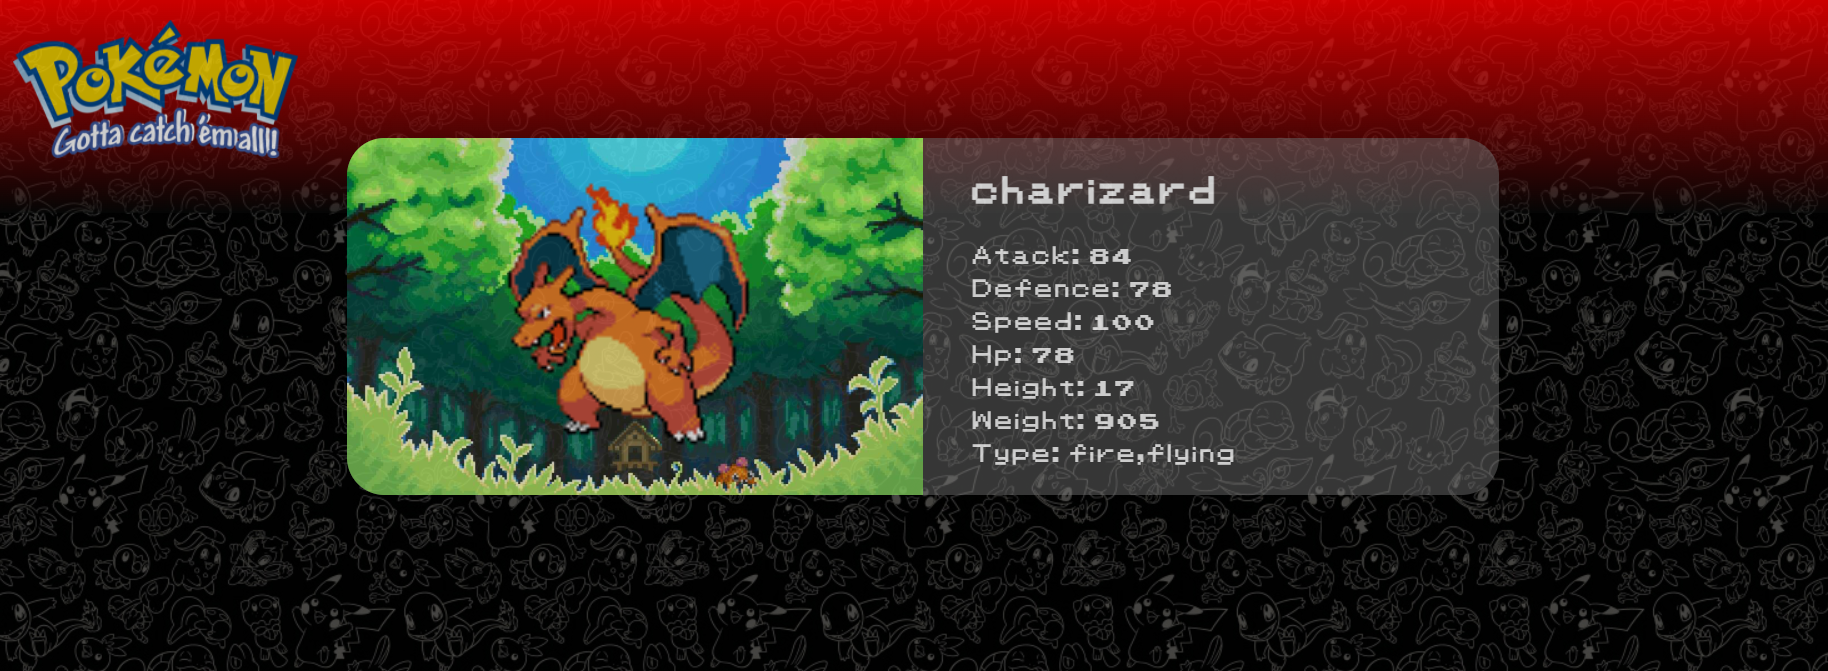 POKéMON
Gotta catch 'em alll!!
charizard
Atack: 84
Defence: 78
Speed: 100
Hp: 78
Height: 17
Weight: 905
Type: fire,flying